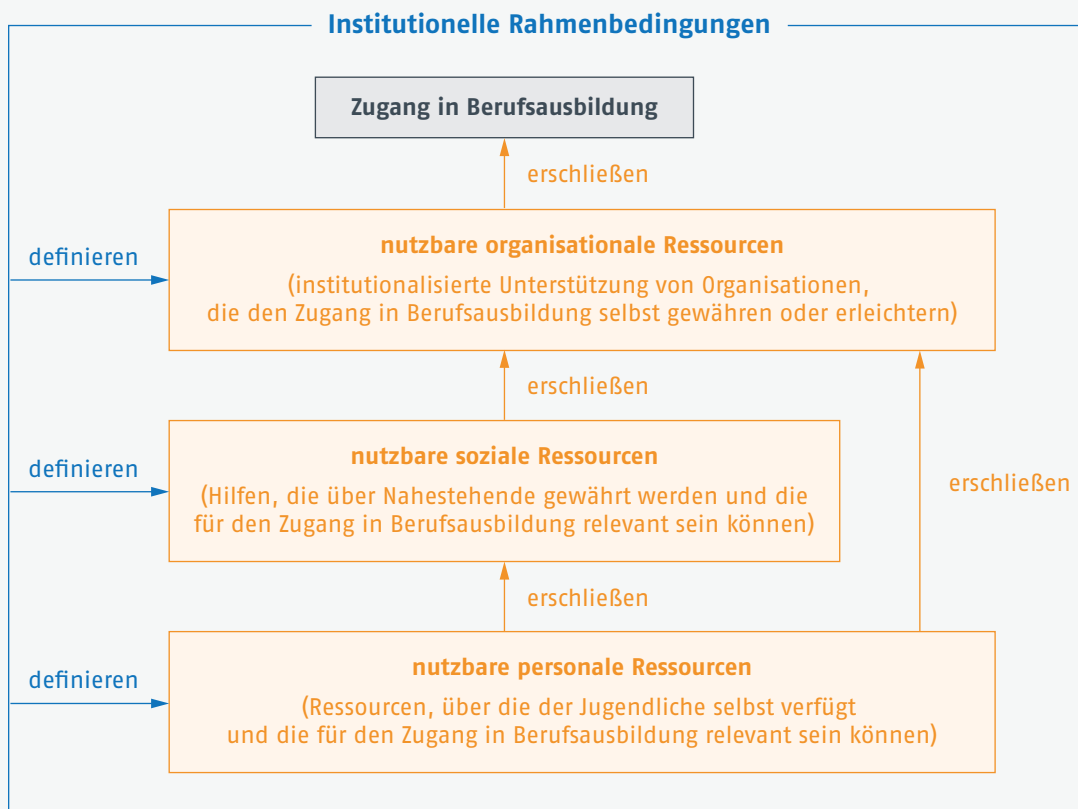 Institutionelle Rahmenbedingungen
Zugang in Berufsausbildung
erschließen
definieren
nutzbare organisationale Ressourcen
(institutionalisierte Unterstützung von Organisationen,
die den Zugang in Berufsausbildung selbst gewähren oder erleichtern)
erschließen
definieren
nutzbare soziale Ressourcen
(Hilfen, die über Nahestehende gewährt werden und die
für den Zugang in Berufsausbildung relevant sein können)
erschließen
erschließen
definieren
nutzbare personale Ressourcen
(Ressourcen, über die der Jugendliche selbst verfügt
und die für den Zugang in Berufsausbildung relevant sein können)